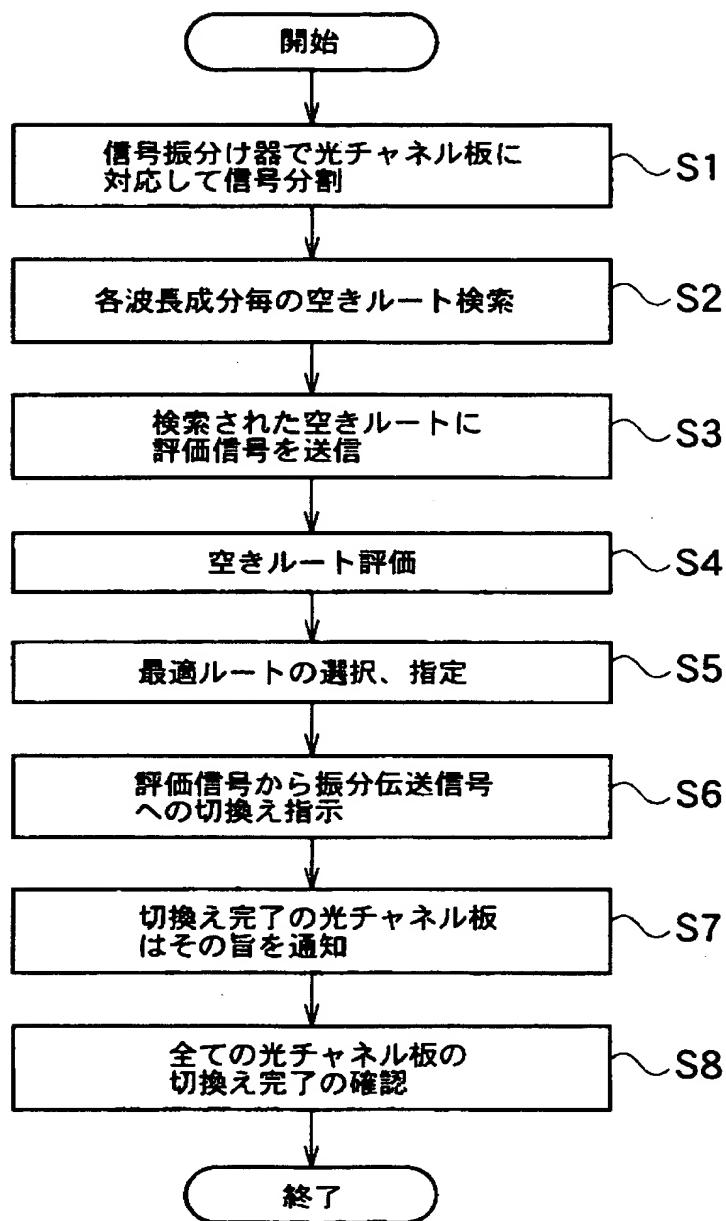 開始
信号振分け器で光チャネル板に
対応して信号分割
S1
各波長成分毎の空きルート検索
S2
検索された空きルートに
評価信号を送信
S3
空きルート評価
S4
最適ルートの選択、指定
S5
評価信号から振分伝送信号
への切換え指示
S6
切換え完了の光チャネル板
はその旨を通知
S7
全ての光チャネル板の
切換え完了の確認
S8
終了